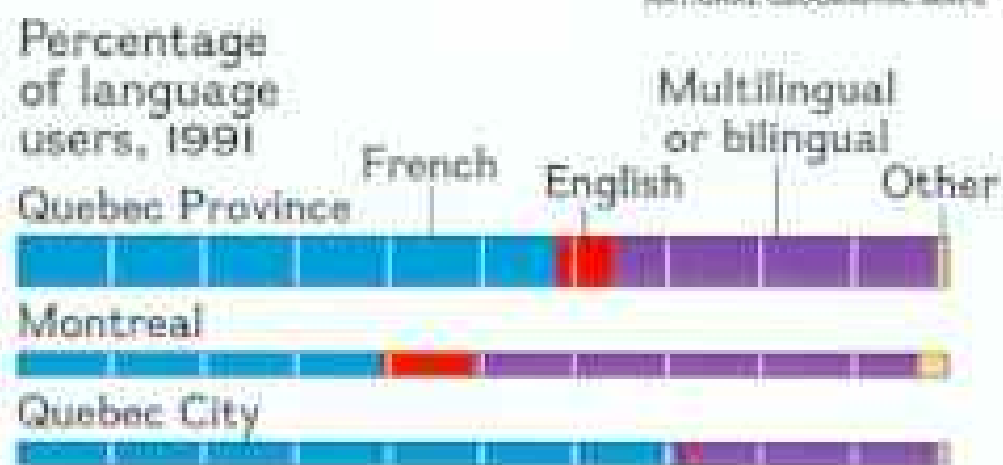 Percentage
of language
users, 1991
Multilingual
or bilingual
French
English
Other
Quebec Province
Montreal
Quebec City